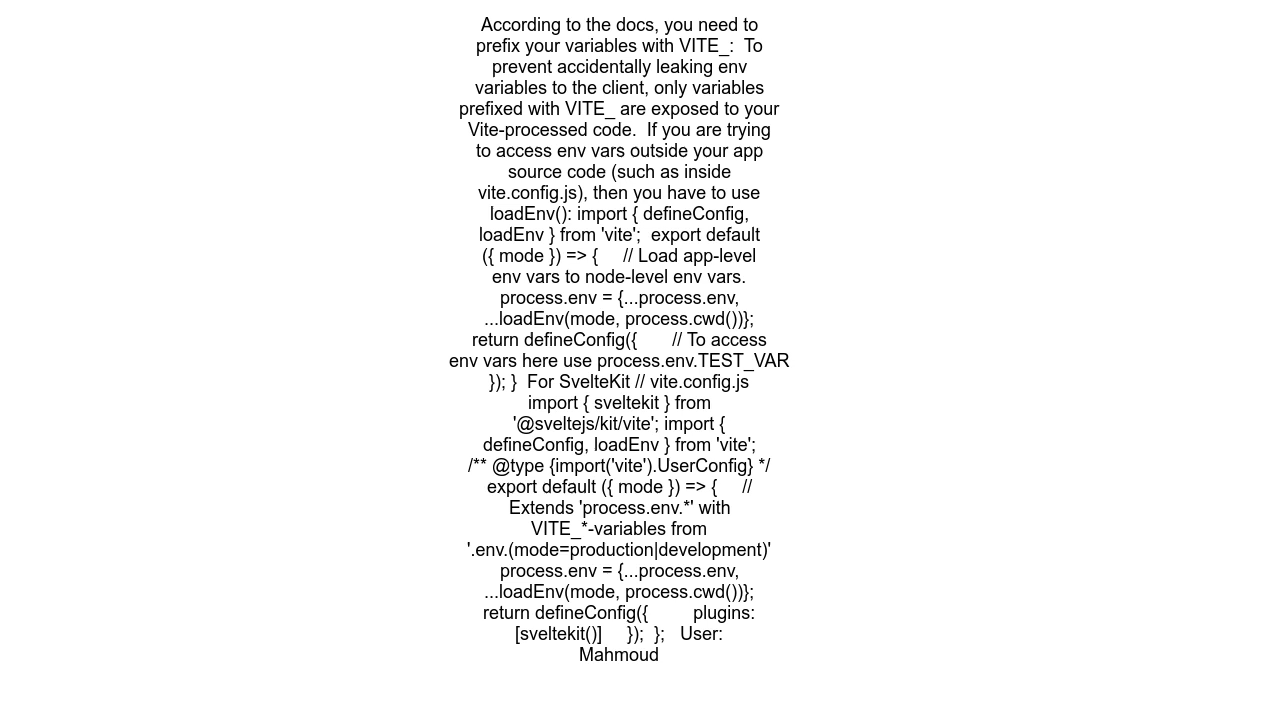 According to the docs, you need to
prefix your variables with VITE_:  To
prevent accidentally leaking env
variables to the client, only variables
prefixed with VITE_ are exposed to your
Vite-processed code.  If you are trying
to access env vars outside your app
source code (such as inside
vite.config.js), then you have to use
loadEnv(): import { defineConfig,
loadEnv } from 'vite';  export default
({ mode }) => {     // Load app-level
env vars to node-level env vars.
process.env = {...process.env,
...loadEnv(mode, process.cwd())};
return defineConfig({       // To access
env vars here use process.env.TEST_VAR
}); }  For SvelteKit // vite.config.js
import { sveltekit } from
'@sveltejs/kit/vite'; import {
defineConfig, loadEnv } from 'vite';
/** @type {import('vite').UserConfig} */
export default ({ mode }) => {     //
Extends 'process.env.*' with
VITE_*-variables from
'.env.(mode=production|development)'
process.env = {...process.env,
...loadEnv(mode, process.cwd())};
return defineConfig({         plugins:
[sveltekit()]     });  };   User:
Mahmoud